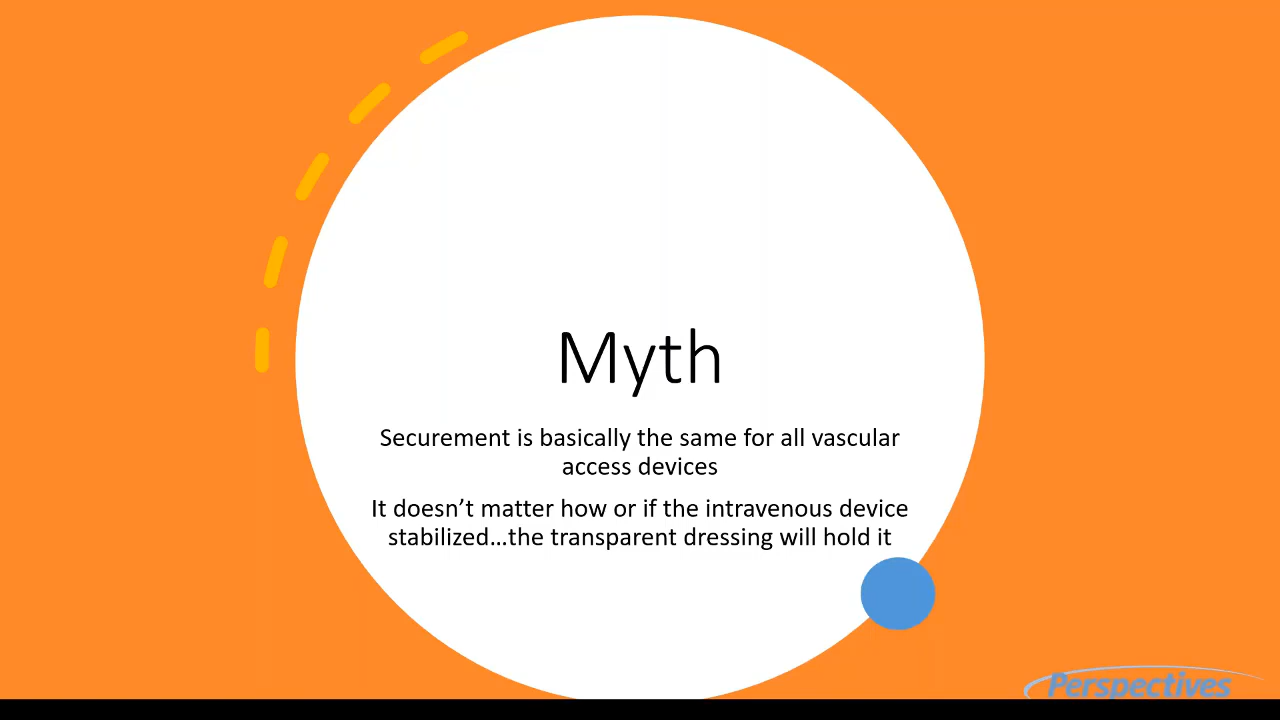 Myth
Securement is basically the same for all vascular
access devices
It doesn’t matter how or if the intravenous device
stabilized…the transparent dressing will hold it
Perspectives